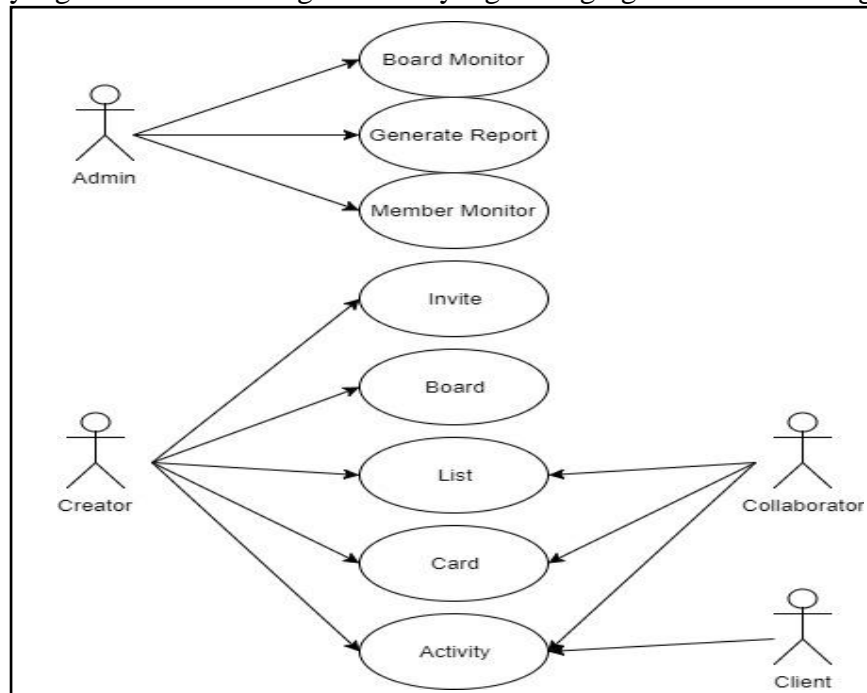 Board Monitor
Generate Report
Admin
Member Monitor
Invite
Board
List
Creator
Collaborator
Card
Activity
Client